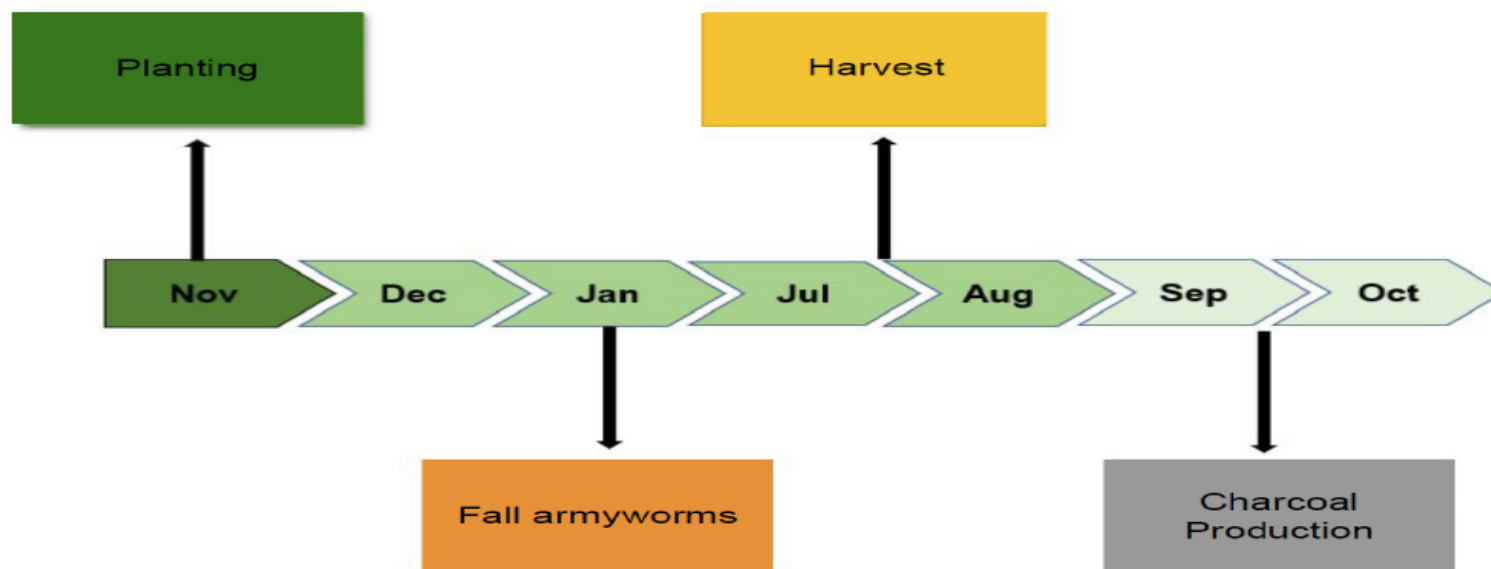 Planting
Harvest
Nov Dec Jan Jul Aug Sep Oct
Fall armyworms
Charcoal
Production